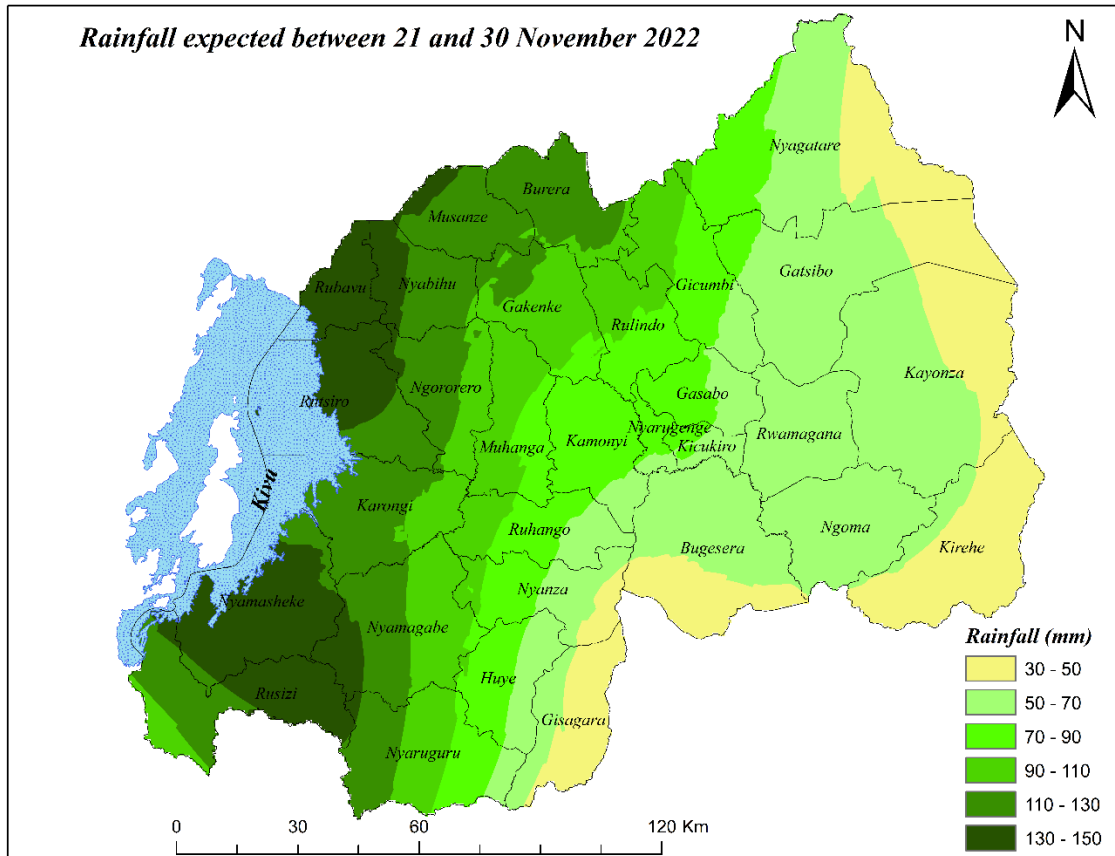 Rainfall expected between 21 and 30 November 2022
N
Nyagatare
Burera
Musanze
Gatsibo
Rubavu
Nyabihu
Gicumbi
Gakenke
Rulindo
Kayonza
Ngororero
Gasabo
Rutsiro
Nyarugenge
Muhanga
Kamonyi
Kicukiro
Rwamagana
Kivu
Karongi
Ruhango
Ngoma
Bugesera
Kirehe
Nyamasheke
Nyanza
Nyamagabe
Huye
Rusizi
Gisagara
Nyaruguru
Rainfall (mm)
30 - 50
50 - 70
70 - 90
90 - 110
110 - 130
130 - 150
0 30 60 120 Km